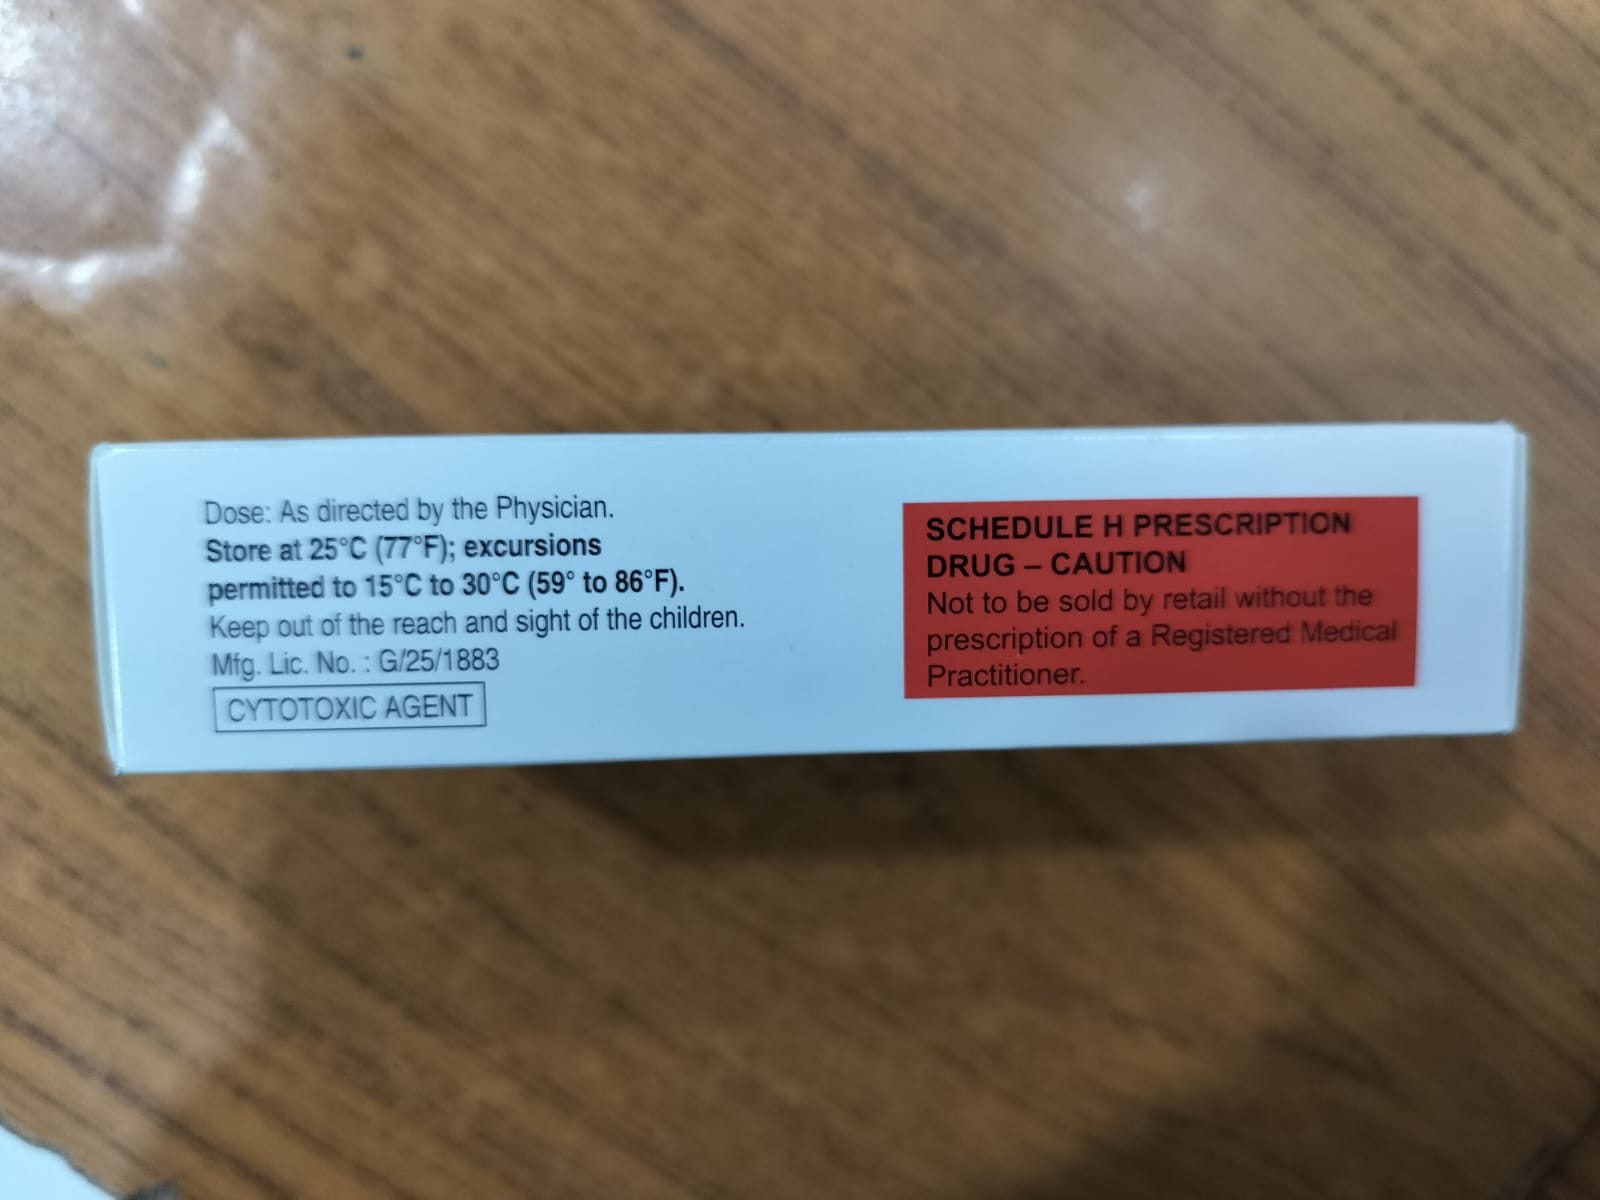 Dose: As directed by the Physician.
Store at 25°C (77°F); excursions
permitted to 15°C to 30°C (59° to 86°F).
Keep out of the reach and sight of the children.
Mfg. Lic. No. : G/25/1883
CYTOTOXIC AGENT
SCHEDULE H PRESCRIPTION
DRUG – CAUTION
Not to be sold by retail without the
prescription of a Registered Medical
Practitioner.